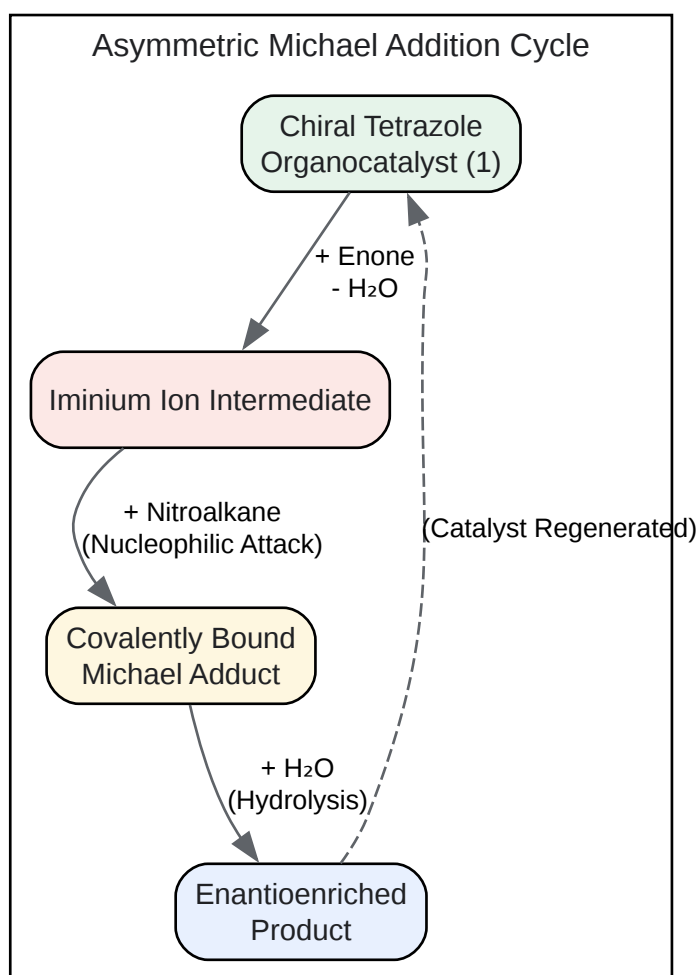 Asymmetric Michael Addition Cycle
Chiral Tetrazole
Organocatalyst (1)
+ Enone
- H₂O
Iminium Ion Intermediate
+ Nitroalkane
(Nucleophilic Attack)
(Catalyst Regenerated)
Covalently Bound
Michael Adduct
+ H₂O
(Hydrolysis)
Enantioenriched
Product